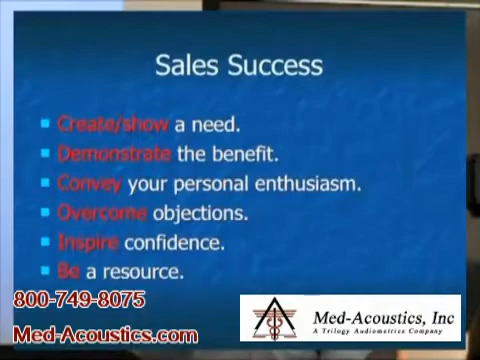 Sales Success
Create/show a need.
Demonstrate the benefit.
Convey your personal enthusiasm.
Overcome objections.
Inspire confidence.
Be a resource.
800-749-8075
Med-Acoustics.com
Med-Acoustics, Inc
A Trilogy Audiometrics Company